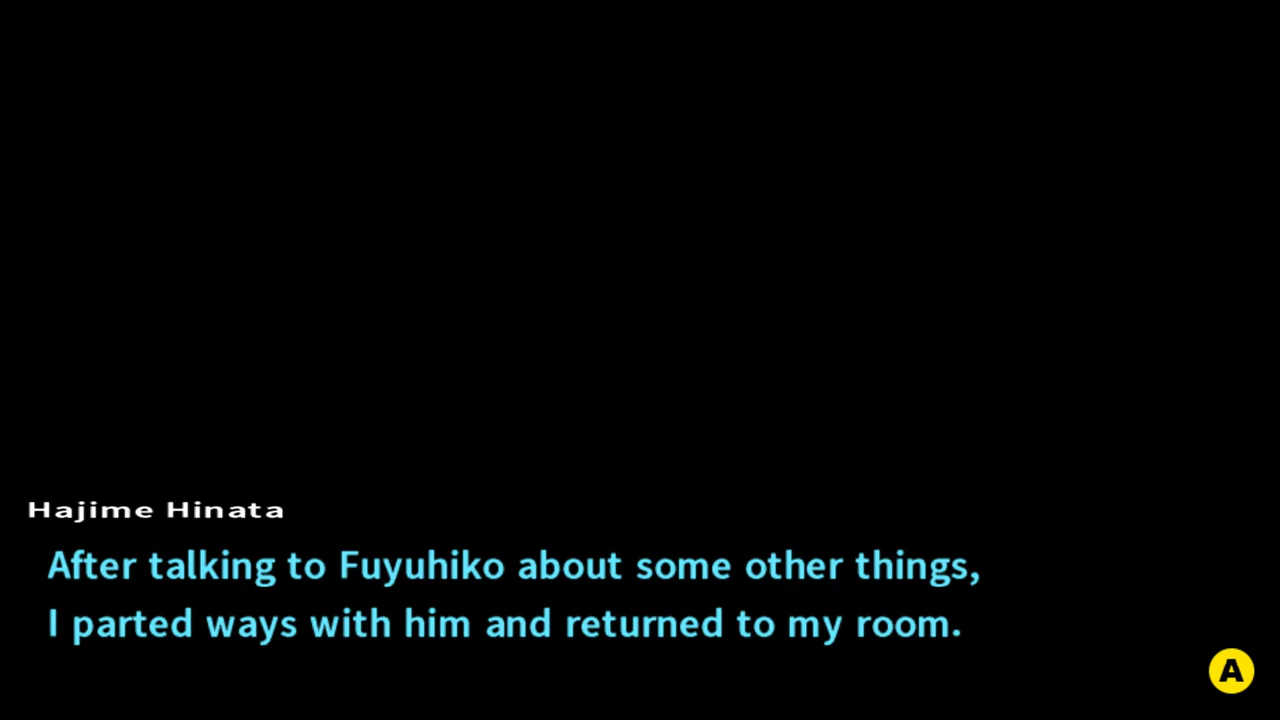 Hajime Hinata
After talking to Fuyuhiko about some other things,
I parted ways with him and returned to my room.
A